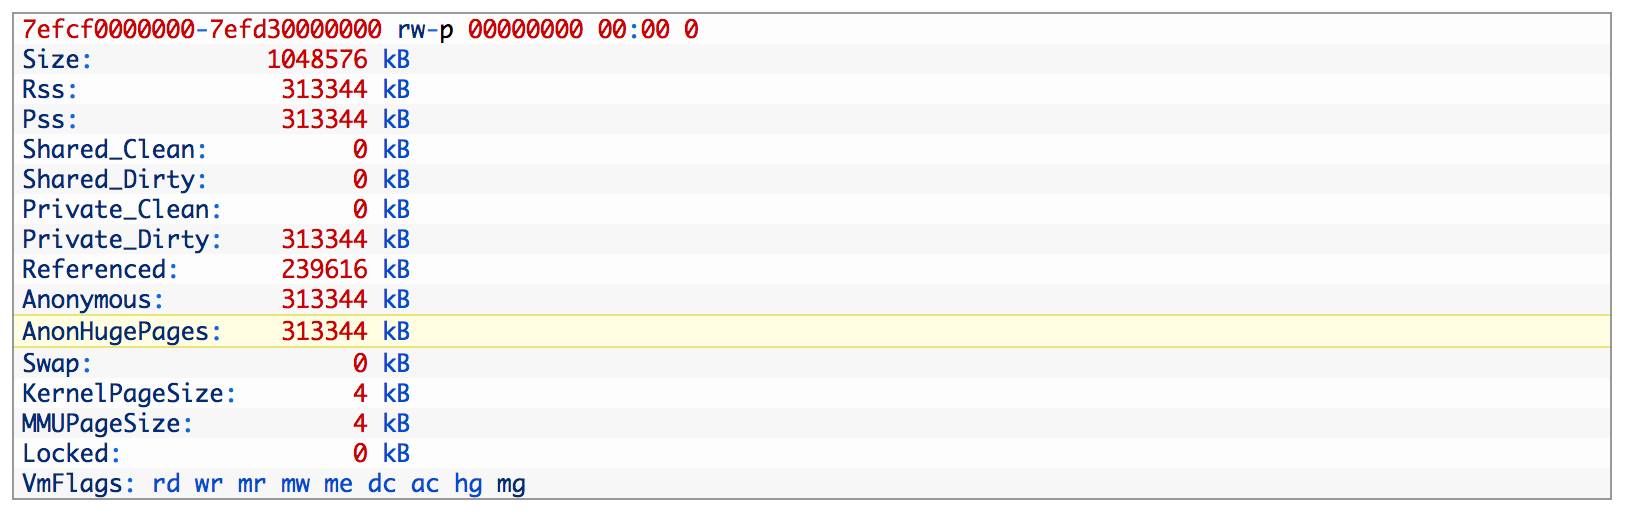 7efcf0000000-7efd30000000 rw-p 00000000 00:00 0
Size: 1048576 kB
Rss: 313344 kB
Pss: 313344 kB
Shared_Clean: 0 kB
Shared_Dirty: 0 kB
Private_Clean: 0 kB
Private_Dirty: 313344 kB
Referenced: 239616 kB
Anonymous: 313344 kB
AnonHugePages: 313344 kB
Swap: 0 kB
KernelPageSize: 4 kB
MMUPageSize: 4 kB
Locked: 0 kB
VmFlags: rd wr mr mw me dc ac hg mg